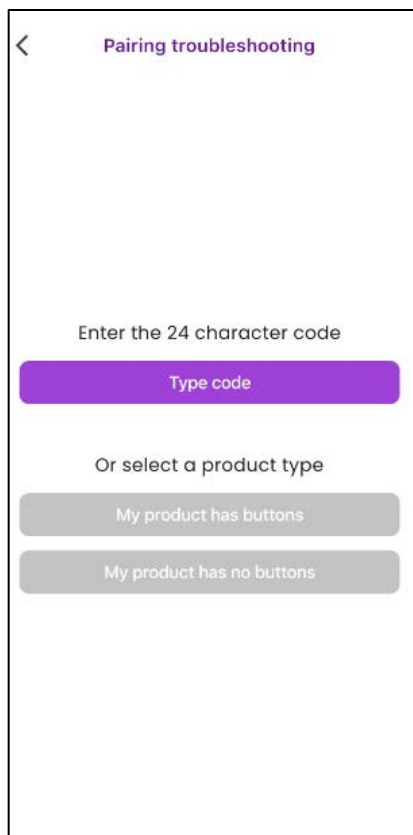 Pairing troubleshooting
Enter the 24 character code
Type code
Or select a product type
My product has buttons
My product has no buttons